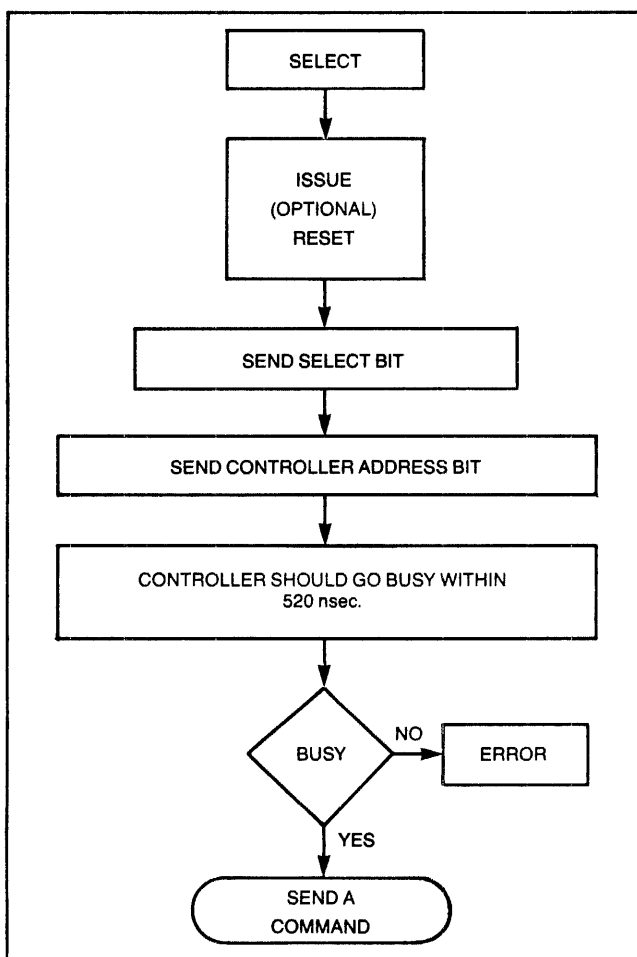 SELECT
ISSUE
(OPTIONAL)
RESET
SEND SELECT BIT
SEND CONTROLLER ADDRESS BIT
CONTROLLER SHOULD GO BUSY WITHIN
520 nsec.
BUSY
NO
ERROR
YES
SEND A
COMMAND